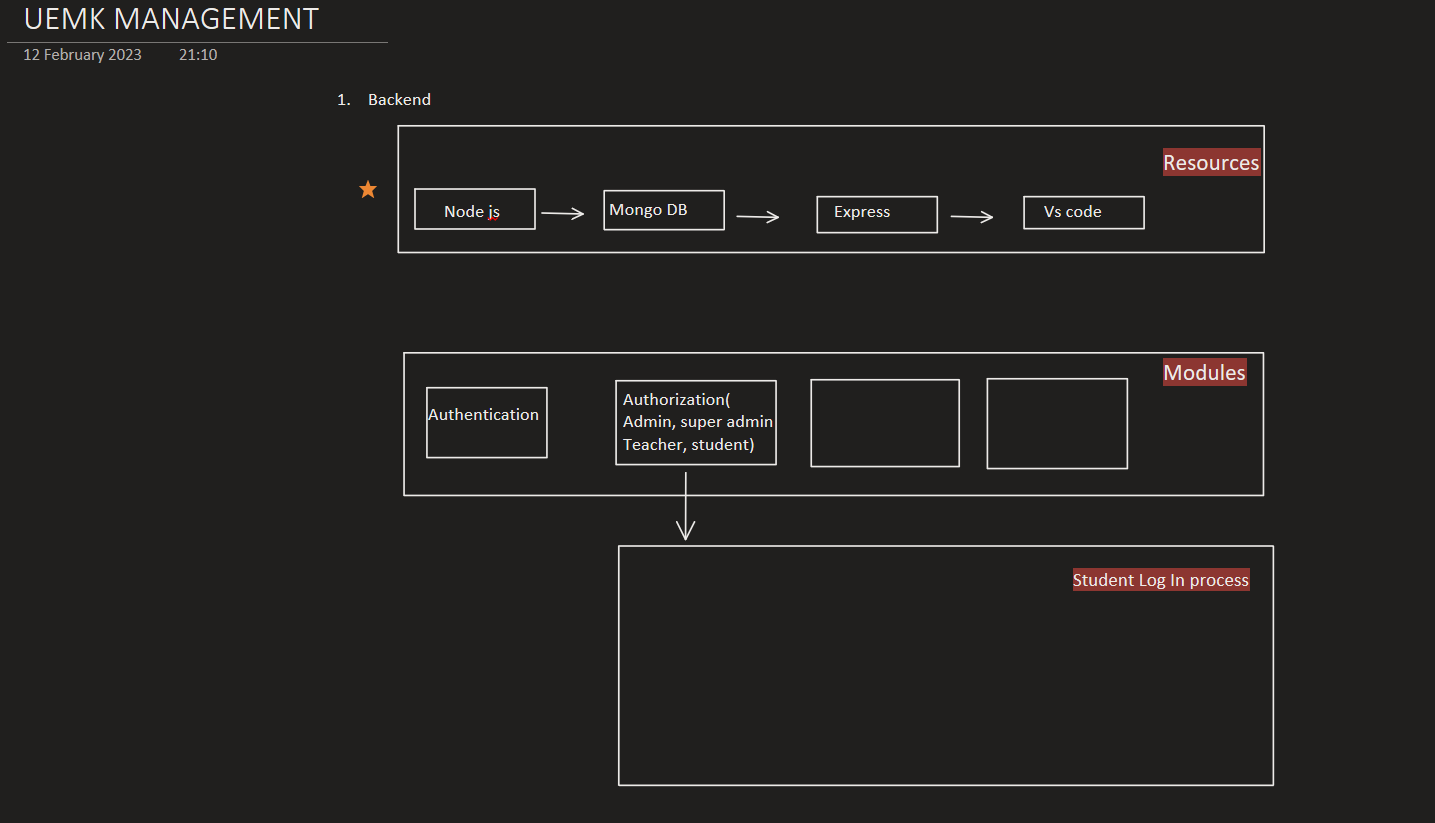 UEMK MANAGEMENT
12 February 2023 21:10
1. Backend
Resources
Node js
Mongo DB
Express
Vs code
Modules
Authentication
Authorization(
Admin, super admin
Teacher, student)
Student Log In process